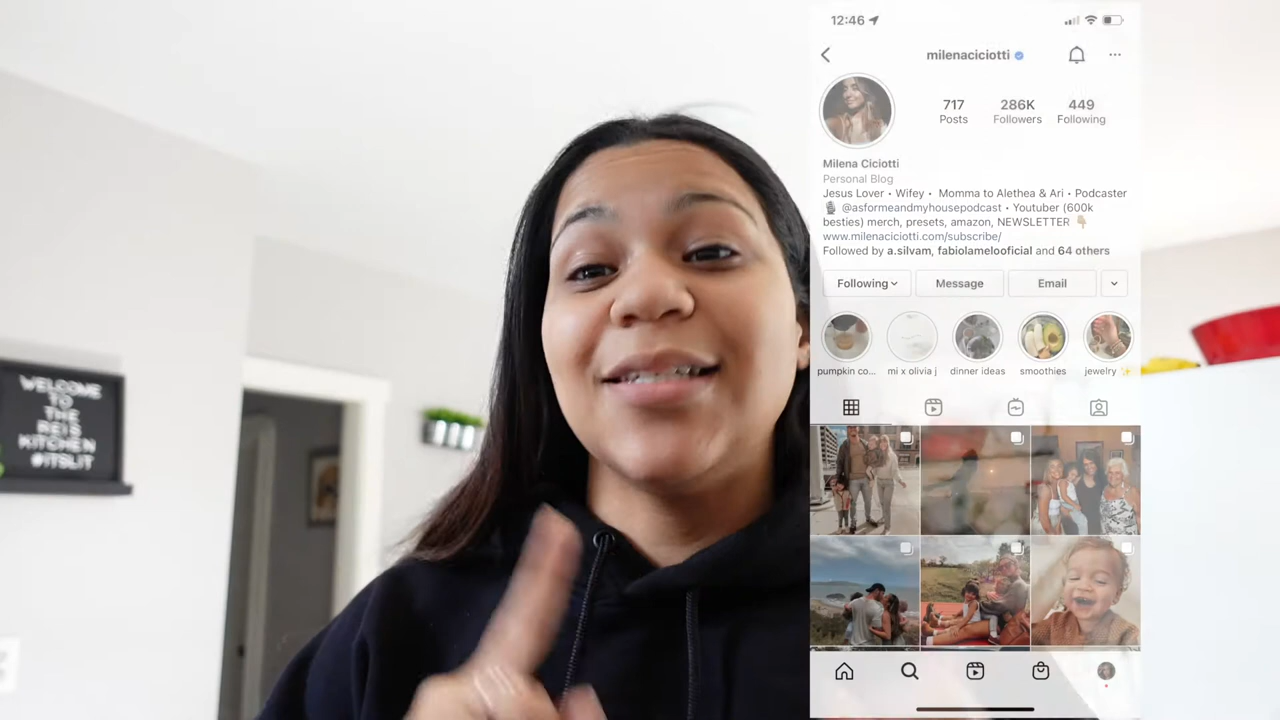 WELCOME
TO
THE
REIS
KITCHEN
#ITSLIT
12:46
milenaciciotti
717
Posts
286K
Followers
449
Following
Milena Ciciotti
Personal Blog
Jesus Lover • Wifey • Momma to Alethea & Ari • Podcaster
🎙️ @asformeandmyhousepodcast • Youtuber (600k
besties) merch, presets, amazon, NEWSLETTER 👇🏼
www.milenaciciotti.com/subscribe/
Followed by a.silvam, fabiolamelooficial and 64 others
Following
Message
Email
pumpkin co...
mi x olivia j
dinner ideas
smoothies
jewelry ✨